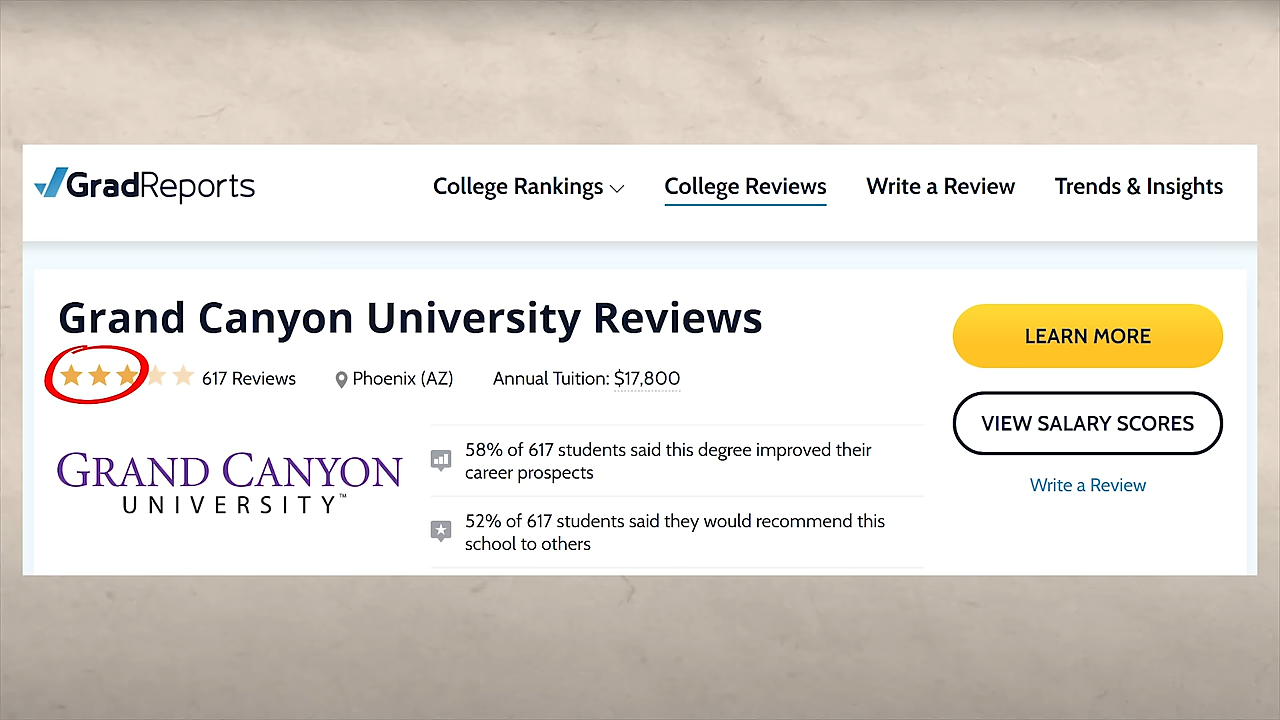 GradReports
College Rankings
College Reviews
Write a Review
Trends & Insights
Grand Canyon University Reviews
617 Reviews
Phoenix (AZ)
Annual Tuition: $17,800
LEARN MORE
VIEW SALARY SCORES
Write a Review
GRAND CANYON
UNIVERSITY™
58% of 617 students said this degree improved their
career prospects
52% of 617 students said they would recommend this
school to others